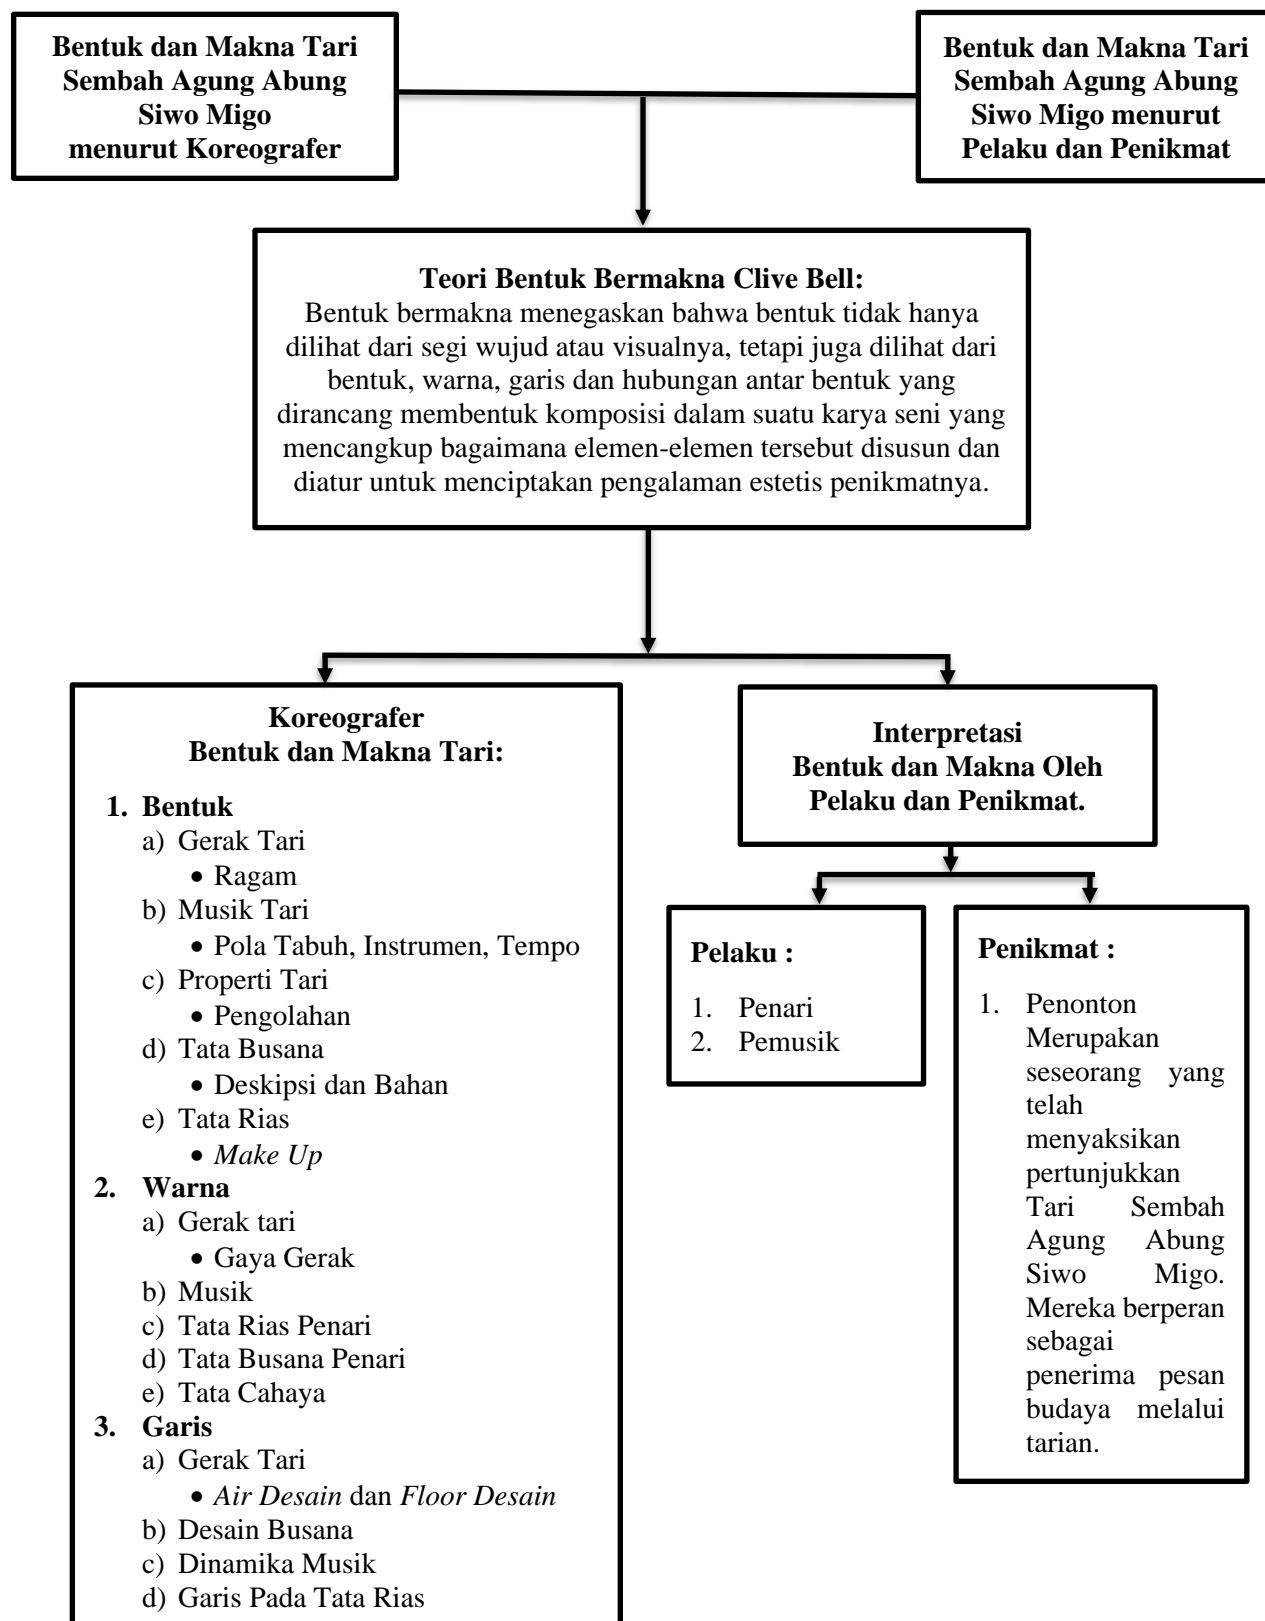 Bentuk dan Makna Tari
Sembah Agung Abung
Siwo Migo
menurut Koreografer
Bentuk dan Makna Tari
Sembah Agung Abung
Siwo Migo menurut
Pelaku dan Penikmat
Teori Bentuk Bermakna Clive Bell:
Bentuk bermakna menegaskan bahwa bentuk tidak hanya
dilihat dari segi wujud atau visualnya, tetapi juga dilihat dari
bentuk, warna, garis dan hubungan antar bentuk yang
dirancang membentuk komposisi dalam suatu karya seni yang
mencangkup bagaimana elemen-elemen tersebut disusun dan
diatur untuk menciptakan pengalaman estetis penikmatnya.
Koreografer
Bentuk dan Makna Tari:
1. Bentuk
a) Gerak Tari
• Ragam
b) Musik Tari
• Pola Tabuh, Instrumen, Tempo
c) Properti Tari
• Pengolahan
d) Tata Busana
• Deskipsi dan Bahan
e) Tata Rias
• Make Up
2. Warna
a) Gerak tari
• Gaya Gerak
b) Musik
c) Tata Rias Penari
d) Tata Busana Penari
e) Tata Cahaya
3. Garis
a) Gerak Tari
• Air Desain dan Floor Desain
b) Desain Busana
c) Dinamika Musik
d) Garis Pada Tata Rias
Interpretasi
Bentuk dan Makna Oleh
Pelaku dan Penikmat.
Pelaku :
1. Penari
2. Pemusik
Penikmat :
1. Penonton
Merupakan
seseorang yang
telah
menyaksikan
pertunjukkan
Tari Sembah
Agung Abung
Siwo Migo.
Mereka berperan
sebagai
penerima pesan
budaya melalui
tarian.